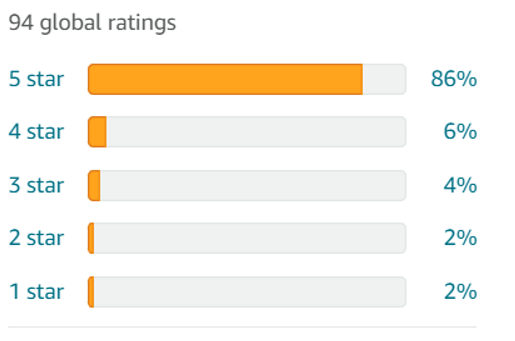 94 global ratings
5 star 86%
4 star 6%
3 star 4%
2 star 2%
1 star 2%